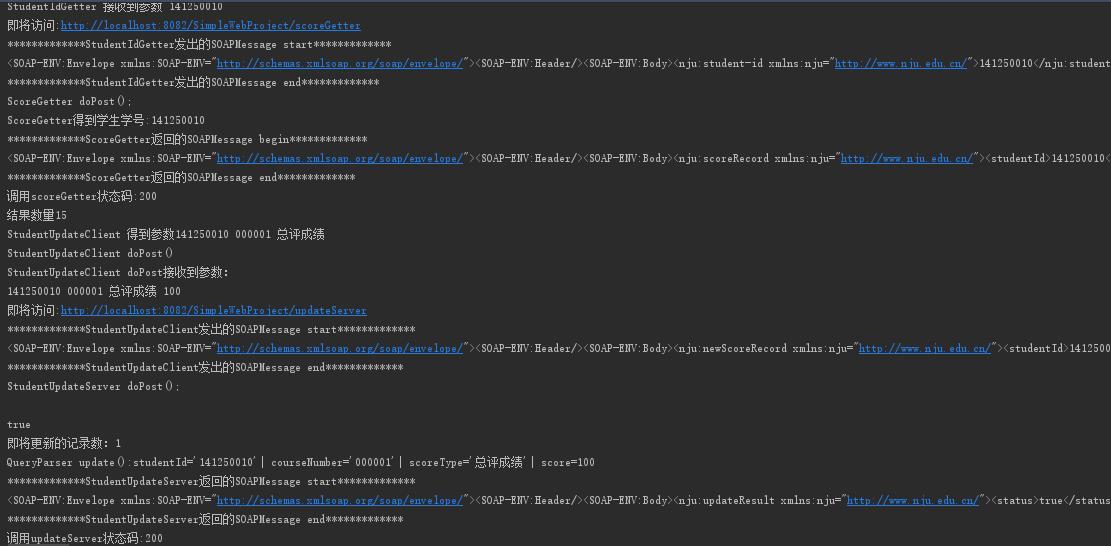 StudentIdGetter 接收到参数 141250010
即将访问:http://localhost:8082/SimpleWebProject/scoreGetter
*************StudentIdGetter发出的SOAPMessage start*************
<SOAP-ENV:Envelope xmlns:SOAP-ENV="http://schemas.xmlsoap.org/soap/envelope/"><SOAP-ENV:Header/><SOAP-ENV:Body><nju:student-id xmlns:nju="http://www.nju.edu.cn/">141250010</nju:student
*************StudentIdGetter发出的SOAPMessage end*************
ScoreGetter doPost();
ScoreGetter得到学生学号:141250010
*************ScoreGetter返回的SOAPMessage begin*************
<SOAP-ENV:Envelope xmlns:SOAP-ENV="http://schemas.xmlsoap.org/soap/envelope/"><SOAP-ENV:Header/><SOAP-ENV:Body><nju:scoreRecord xmlns:nju="http://www.nju.edu.cn/"><studentId>141250010<
*************ScoreGetter返回的SOAPMessage end*************
调用scoreGetter状态码:200
结果数量15
StudentUpdateClient 得到参数141250010 000001 总评成绩
StudentUpdateClient doPost()
StudentUpdateClient doPost接收到参数:
141250010 000001 总评成绩 100
即将访问:http://localhost:8082/SimpleWebProject/updateServer
*************StudentUpdateClient发出的SOAPMessage start*************
<SOAP-ENV:Envelope xmlns:SOAP-ENV="http://schemas.xmlsoap.org/soap/envelope/"><SOAP-ENV:Header/><SOAP-ENV:Body><nju:newScoreRecord xmlns:nju="http://www.nju.edu.cn/"><studentId>1412500
*************StudentUpdateClient发出的SOAPMessage end*************
StudentUpdateServer doPost();
true
即将更新的记录数: 1
QueryParser update():studentId='141250010'| courseNumber='000001'| scoreType='总评成绩'| score=100
*************StudentUpdateServer返回的SOAPMessage start*************
<SOAP-ENV:Envelope xmlns:SOAP-ENV="http://schemas.xmlsoap.org/soap/envelope/"><SOAP-ENV:Header/><SOAP-ENV:Body><nju:updateResult xmlns:nju="http://www.nju.edu.cn/"><status>true</status
*************StudentUpdateServer返回的SOAPMessage end*************
调用updateServer状态码:200